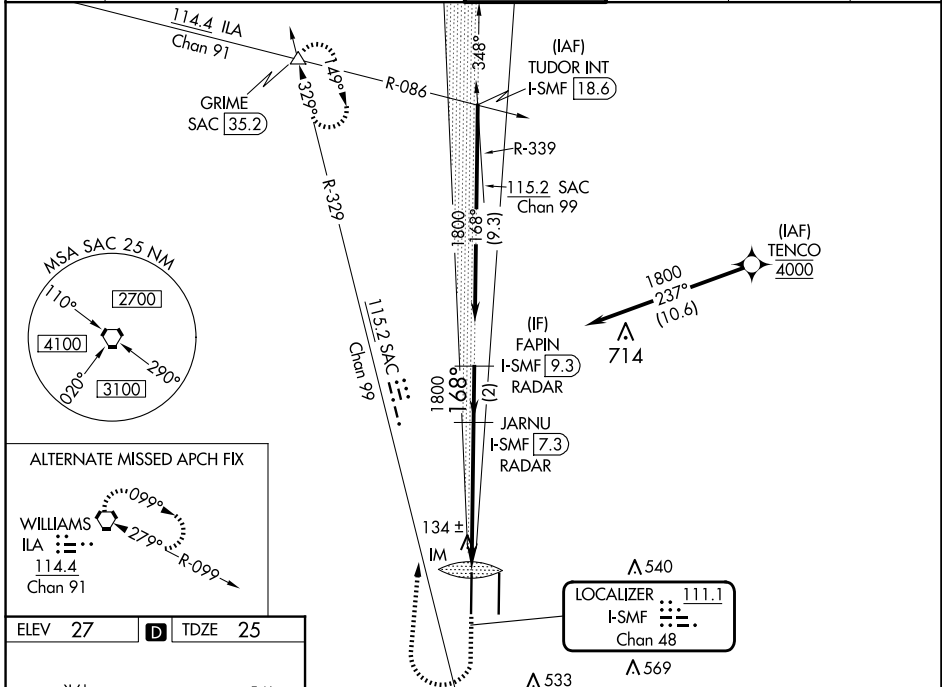 114.4 ILA
Chan 91
GRIME
SAC 35.2
149°
329°
R-086
348°
(IAF)
TUDOR INT
I-SMF 18.6
R-339
115.2 SAC
Chan 99
R-329
1800
168°
(9.3)
(IAF)
TENCO
4000
1800
237°
(10.6)
714
MSA SAC 25 NM
110°
2700
4100
290°
020°
3100
115.2 SAC
Chan 99
(IF)
FAPIN
I-SMF 9.3
RADAR
1800
168°
(2)
JARNU
I-SMF 7.3
RADAR
ALTERNATE MISSED APCH FIX
099°
WILLIAMS
ILA
279°
R-099
114.4
Chan 91
134 ±
IM
540
LOCALIZER 111.1
I-SMF
Chan 48
569
533
ELEV 27 D TDZE 25